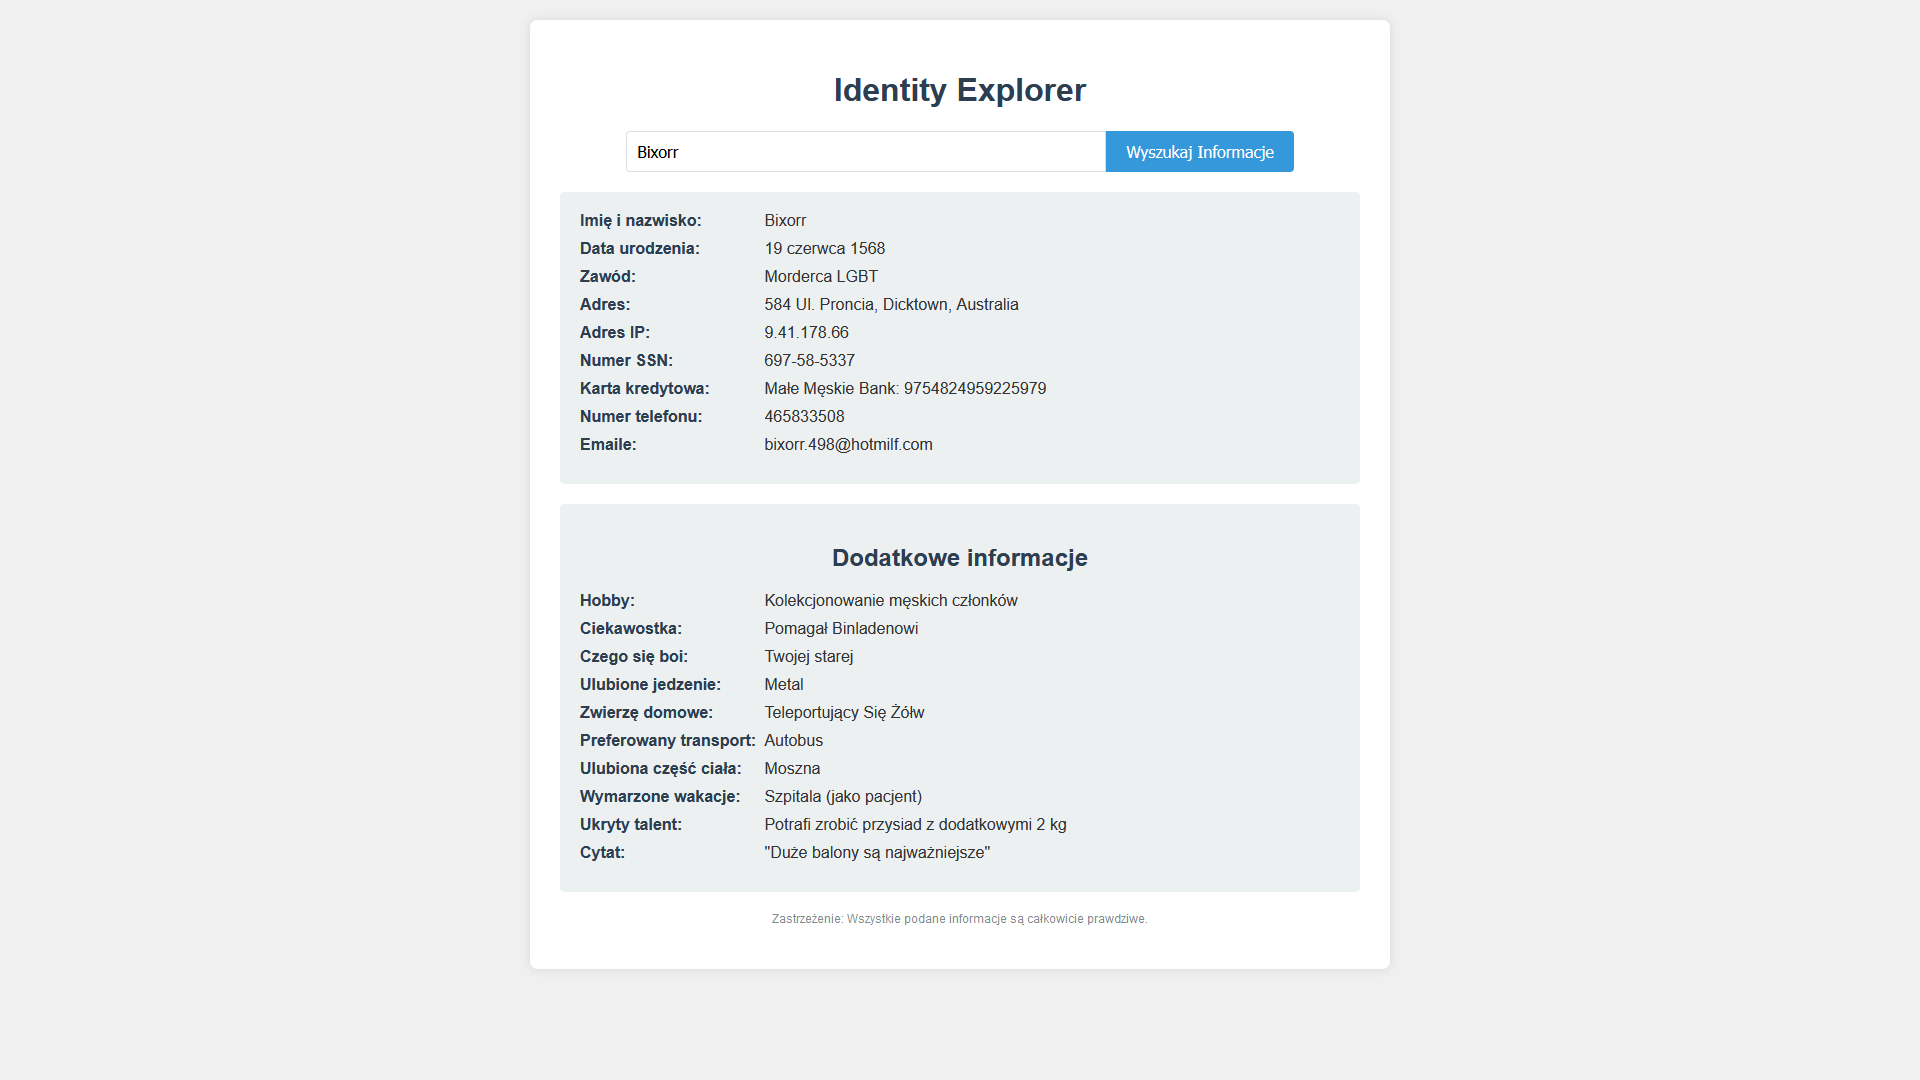 Identity Explorer
Bixorr
Wyszukaj Informacje
Imię i nazwisko: Bixorr
Data urodzenia: 19 czerwca 1568
Zawód: Morderca LGBT
Adres: 584 Ul. Proncia, Dicktown, Australia
Adres IP: 9.41.178.66
Numer SSN: 697-58-5337
Karta kredytowa: Małe Męskie Bank: 9754824959225979
Numer telefonu: 465833508
Emaile: bixorr.498@hotmilf.com
Dodatkowe informacje
Hobby: Kolekcjonowanie męskich członków
Ciekawostka: Pomagał Binladenowi
Czego się boi: Twojej starej
Ulubione jedzenie: Metal
Zwierzę domowe: Teleportujący Się Żółw
Preferowany transport: Autobus
Ulubiona część ciała: Moszna
Wymarzone wakacje: Szpitala (jako pacjent)
Ukryty talent: Potrafi zrobić przysiad z dodatkowymi 2 kg
Cytat: "Duże balony są najważniejsze"
Zastrzeżenie: Wszystkie podane informacje są całkowicie prawdziwe.